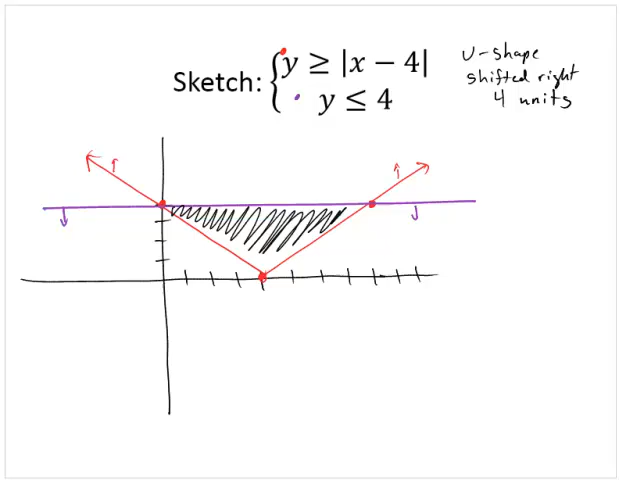 Sketch: { y ≥ |x − 4|
y ≤ 4
U-shape
shifted right
4 units